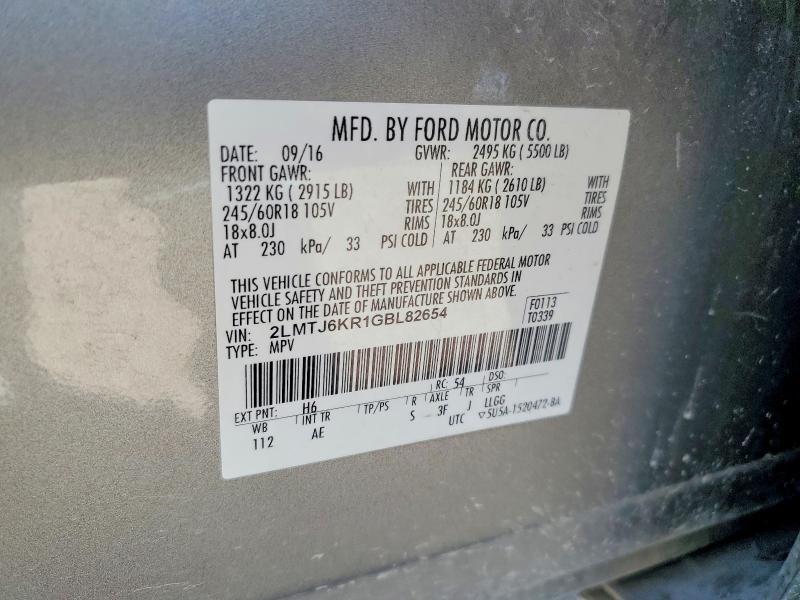 MFD. BY FORD MOTOR CO.
DATE: 09/16 GVWR: 2495 KG ( 5500 LB)
FRONT GAWR: REAR GAWR:
1322 KG ( 2915 LB) WITH 1184 KG ( 2610 LB) WITH
245/60R18 105V TIRES 245/60R18 105V TIRES
18x8.0J RIMS 18x8.0J RIMS
AT 230 kPa/ 33 PSI COLD AT 230 kPa/ 33 PSI COLD
THIS VEHICLE CONFORMS TO ALL APPLICABLE FEDERAL MOTOR
VEHICLE SAFETY AND THEFT PREVENTION STANDARDS IN
EFFECT ON THE DATE OF MANUFACTURE SHOWN ABOVE.
F0113
T0339
VIN: 2LMTJ6KR1GBL82654
TYPE: MPV
EXT PNT: H6 RC: 54 DSO:
WB INT TR TP/PS R AXLE TR SPR
112 AE S 3F J LLGG
UTC ▽5U5A-1520472-BA